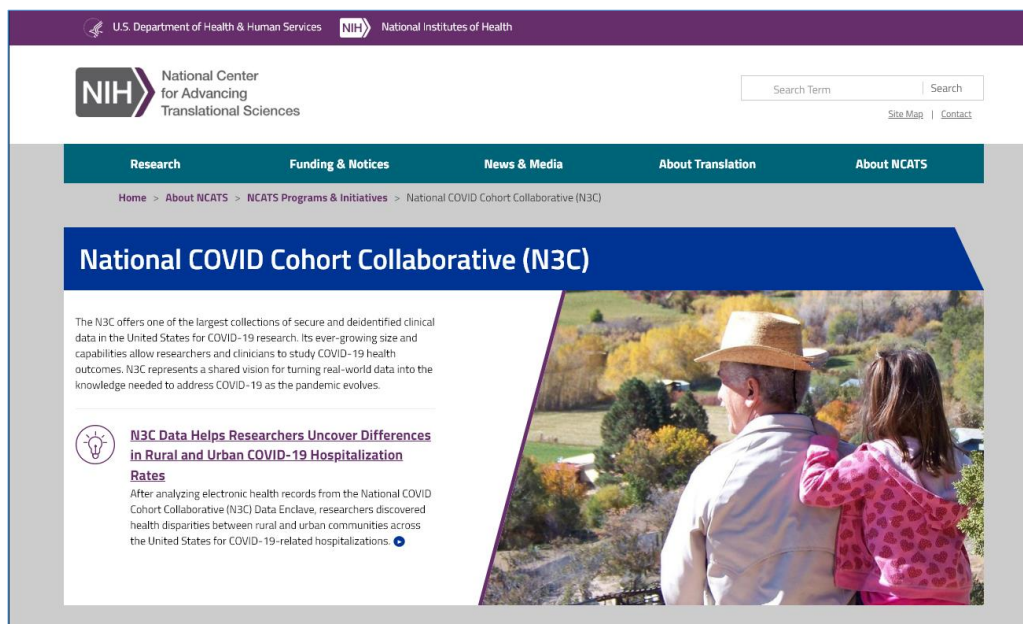 U.S. Department of Health & Human Services NIH National Institutes of Health
NIH National Center
for Advancing
Translational Sciences
Search Term Search
Site Map | Contact
Research Funding & Notices News & Media About Translation About NCATS
Home > About NCATS > NCATS Programs & Initiatives > National COVID Cohort Collaborative (N3C)
National COVID Cohort Collaborative (N3C)
The N3C offers one of the largest collections of secure and deidentified clinical
data in the United States for COVID-19 research. Its ever-growing size and
capabilities allow researchers and clinicians to study COVID-19 health
outcomes. N3C represents a shared vision for turning real-world data into the
knowledge needed to address COVID-19 as the pandemic evolves.
N3C Data Helps Researchers Uncover Differences
in Rural and Urban COVID-19 Hospitalization
Rates
After analyzing electronic health records from the National COVID
Cohort Collaborative (N3C) Data Enclave, researchers discovered
health disparities between rural and urban communities across
the United States for COVID-19-related hospitalizations.